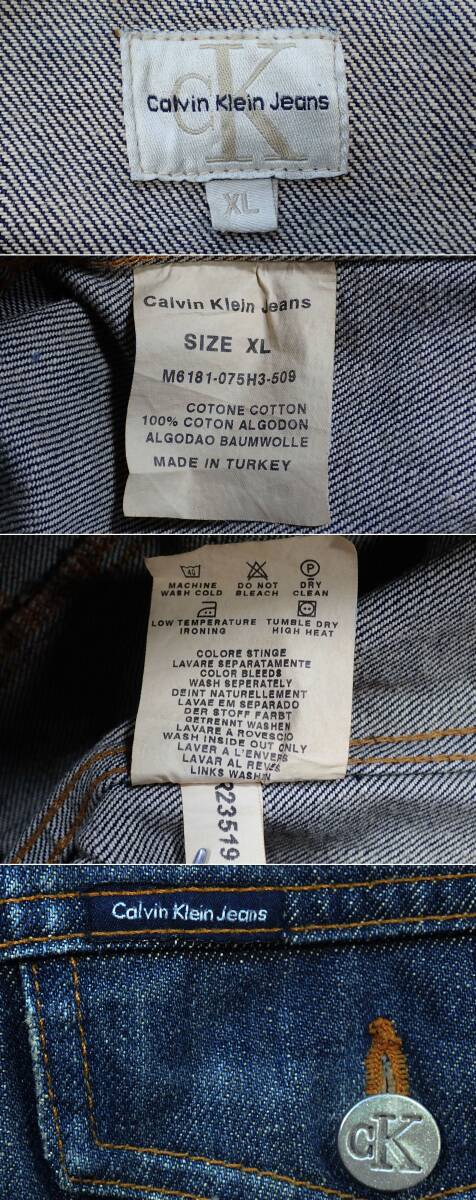 CK
Calvin Klein Jeans
XL
Calvin Klein Jeans
SIZE XL
M6181-075H3-509
COTONE COTTON
100% COTON ALGODON
ALGODAO BAUMWOLLE
MADE IN TURKEY
40 P
MACHINE WASH COLD
DO NOT BLEACH
DRY CLEAN
LOW TEMPERATURE IRONING
TUMBLE DRY HIGH HEAT
COLORE STINGE
LAVARE SEPARATAMENTE
COLOR BLEEDS
WASH SEPERATELY
DEINT NATURELLEMENT
LAVAE EM SEPARADO
DER STOFF FARBT
GETRENNT WASHEN
LAVARE A ROVESCIO
WASH INSIDE OUT ONLY
LAVER A L'ENVERS
LAVAR AL REVES
LINKS WASHEN
R23519
Calvin Klein Jeans
CK